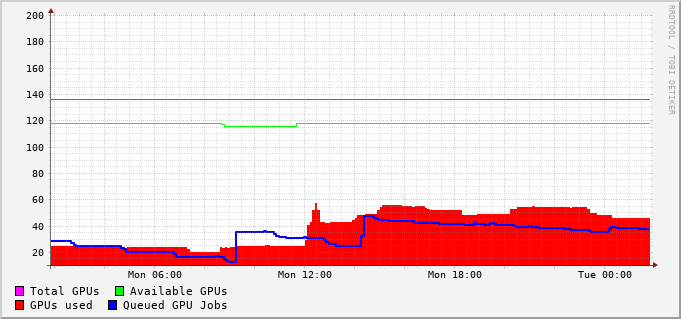 200
180
160
140
120
100
80
60
40
20
Mon 06:00 Mon 12:00 Mon 18:00 Tue 00:00
Total GPUs Available GPUs
GPUs used Queued GPU Jobs
RRDTOOL / TOBI OETIKER